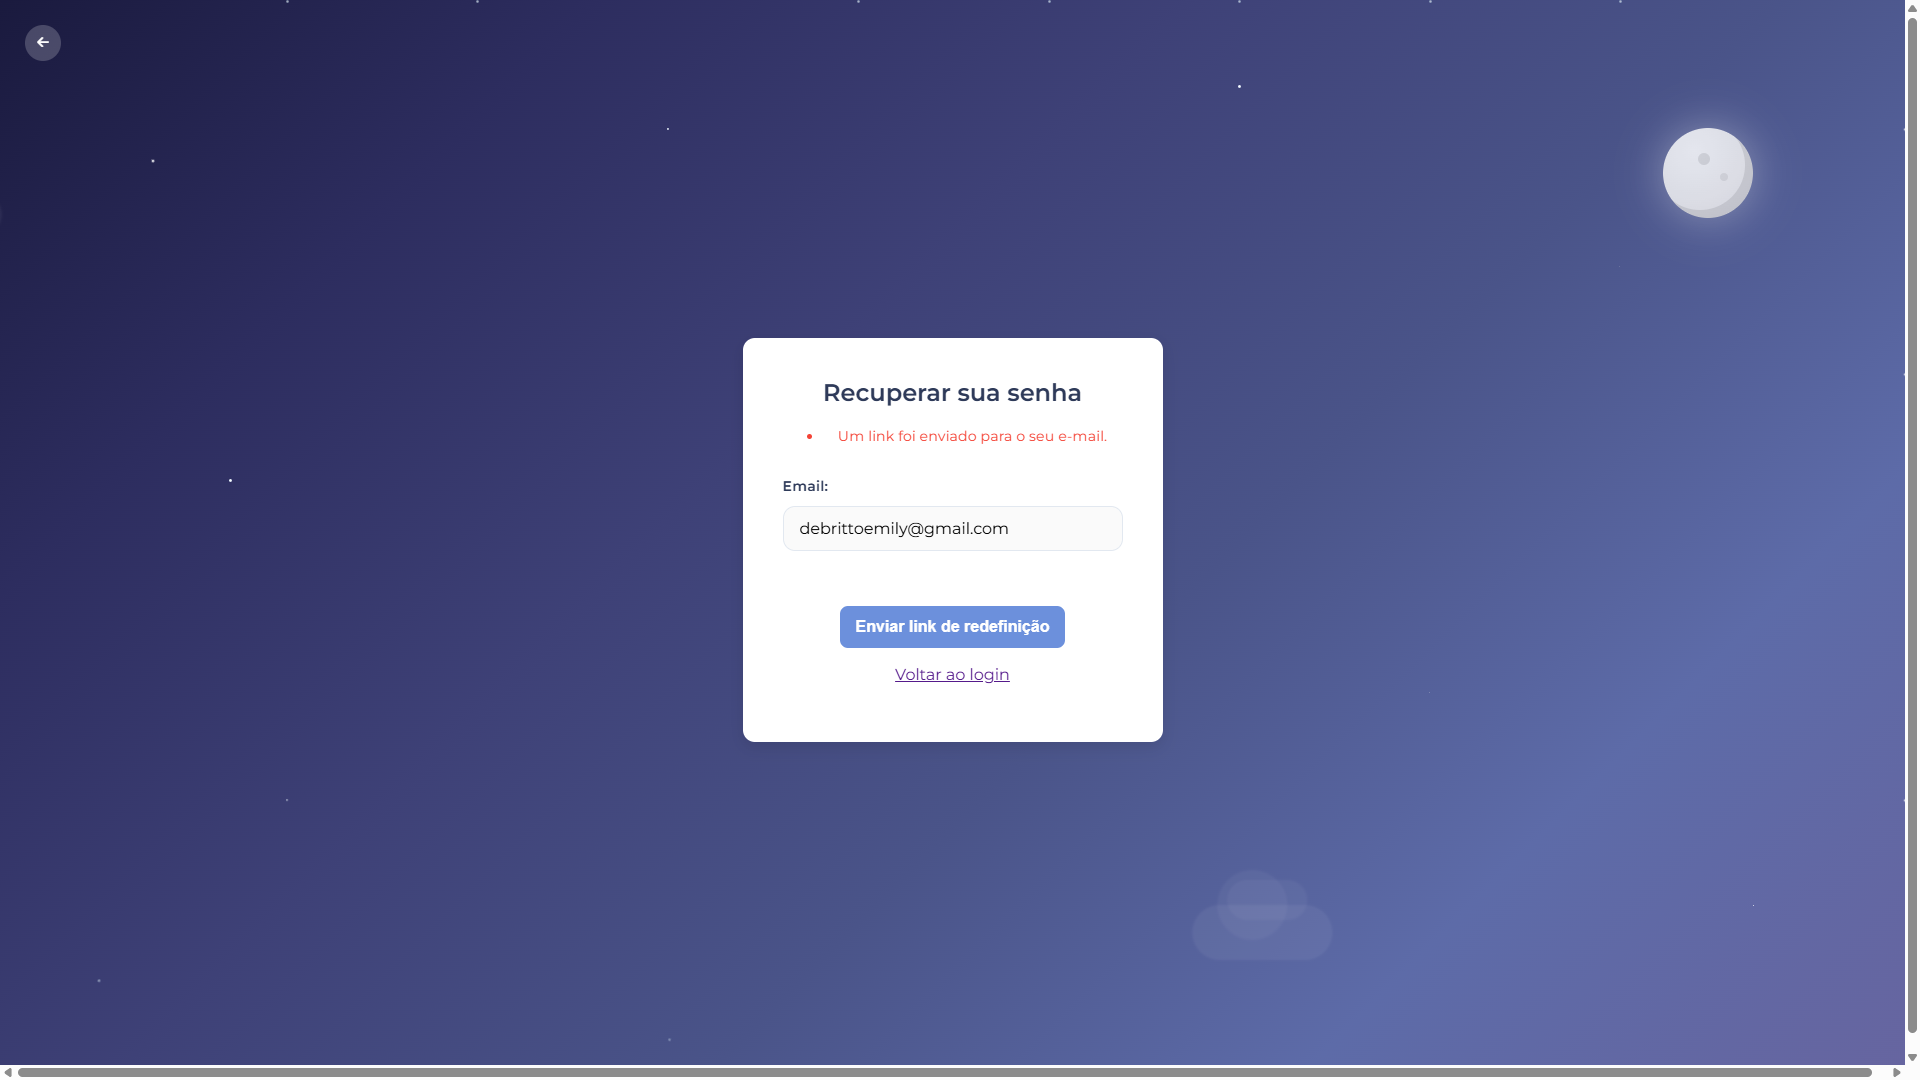 Recuperar sua senha
Um link foi enviado para o seu e-mail.
Email:
debrittoemily@gmail.com
Enviar link de redefinição
Voltar ao login